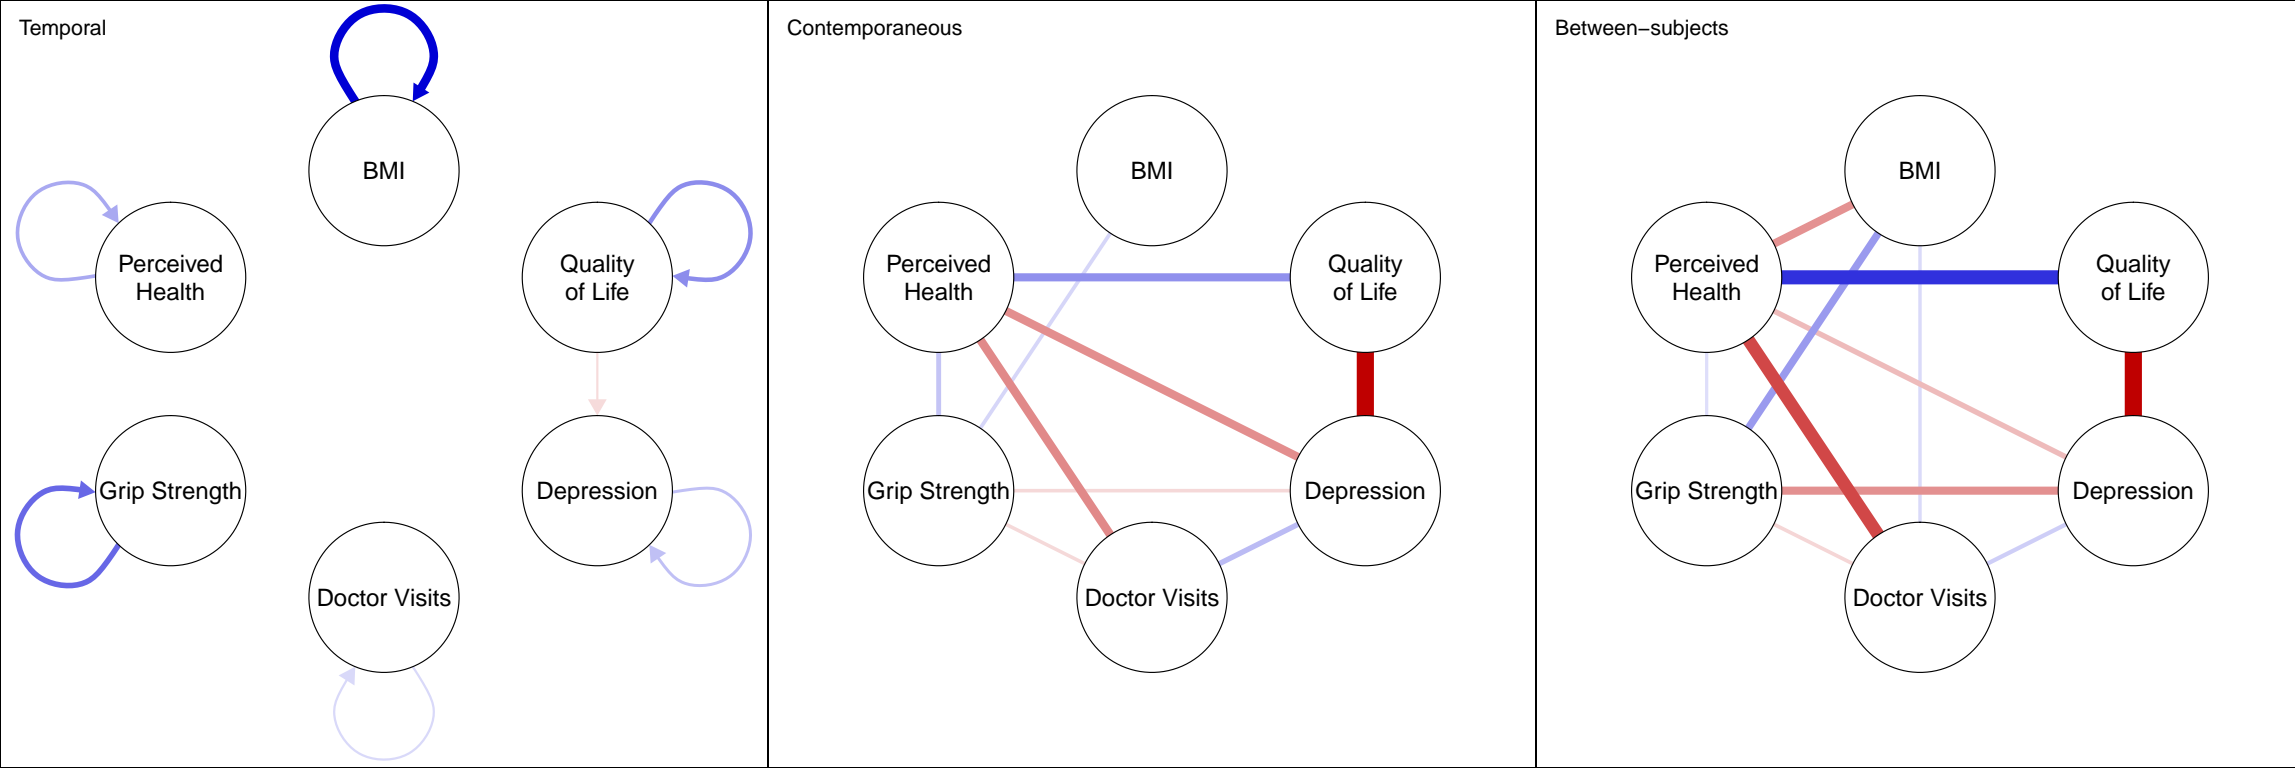 Temporal
BMI
Perceived
Health
Quality
of Life
Grip Strength
Depression
Doctor Visits
Contemporaneous
BMI
Perceived
Health
Quality
of Life
Grip Strength
Depression
Doctor Visits
Between−subjects
BMI
Perceived
Health
Quality
of Life
Grip Strength
Depression
Doctor Visits